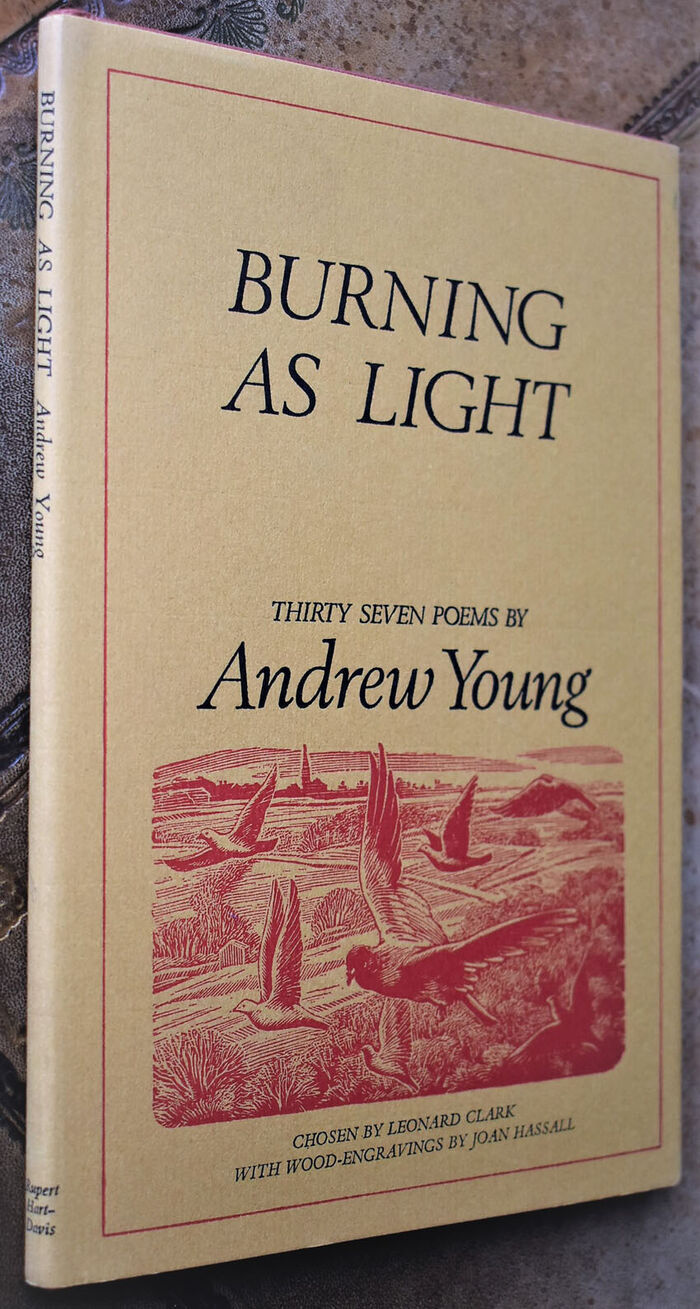 BURNING AS LIGHT Andrew Young
Rupert
Hart-
Davis
BURNING
AS LIGHT
THIRTY SEVEN POEMS BY
Andrew Young
CHOSEN BY LEONARD CLARK
WITH WOOD-ENGRAVINGS BY JOAN HASSALL